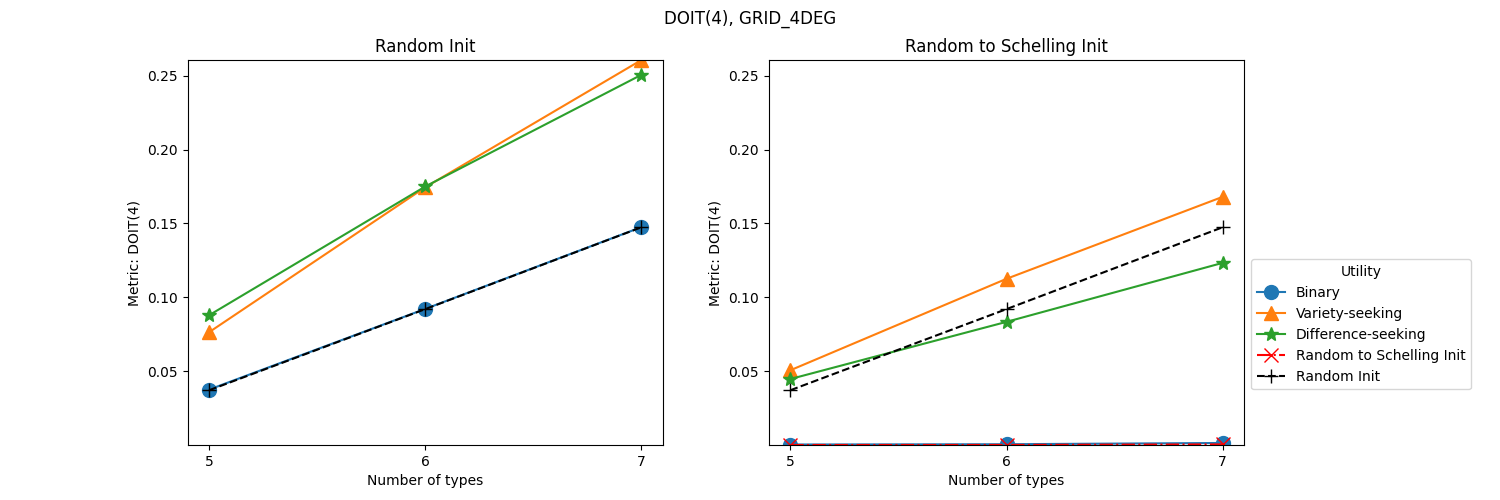 DOIT(4), GRID_4DEG
Random Init
Metric: DOIT(4)
0.25
0.20
0.15
0.10
0.05
5 6 7
Number of types
Random to Schelling Init
Metric: DOIT(4)
0.25
0.20
0.15
0.10
0.05
5 6 7
Number of types
Utility
Binary
Variety-seeking
Difference-seeking
Random to Schelling Init
Random Init